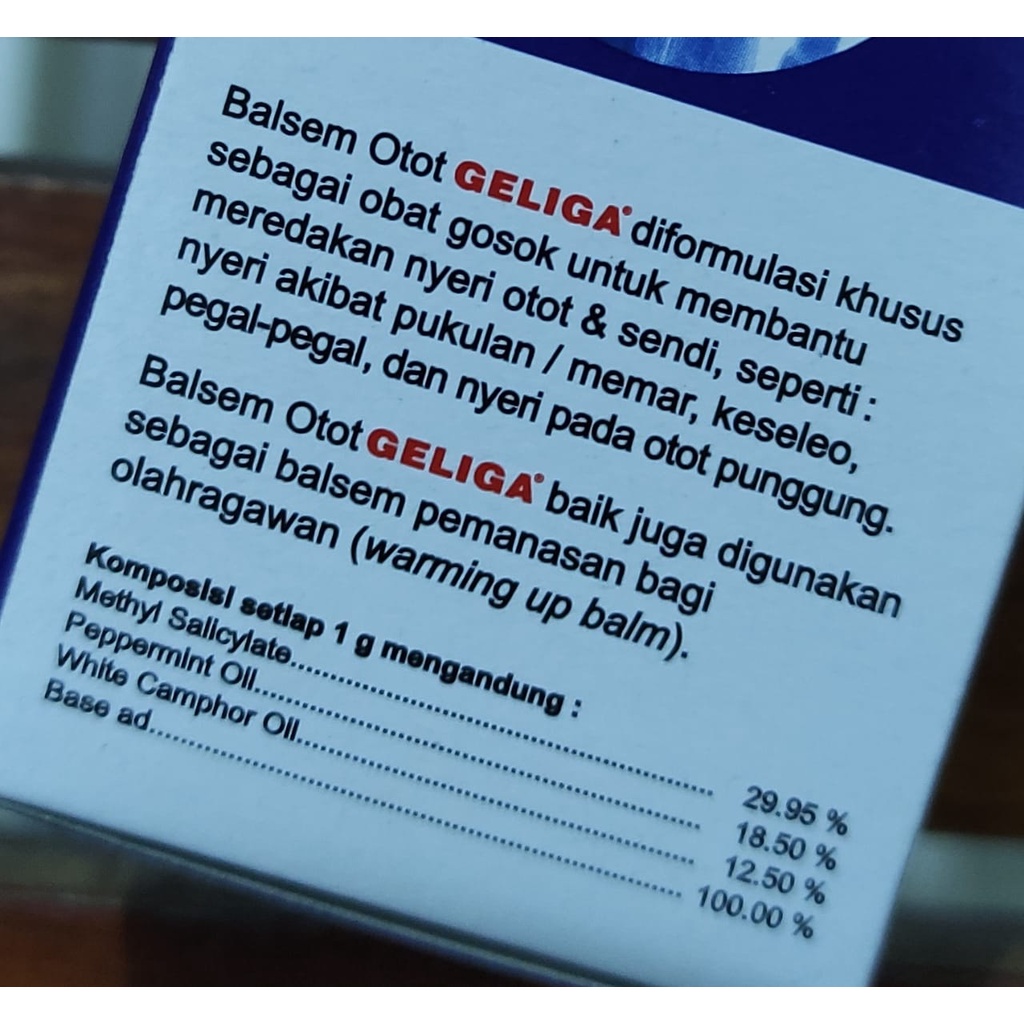 Balsem Otot GELIGA® diformulasi khusus
sebagai obat gosok untuk membantu
meredakan nyeri otot & sendi, seperti :
nyeri akibat pukulan / memar, keseleo,
pegal-pegal, dan nyeri pada otot punggung.
Balsem Otot GELIGA® baik juga digunakan
sebagai balsem pemanasan bagi
olahragawan (warming up balm).
Komposisi setiap 1 g mengandung :
Methyl Salicylate.......................................... 29.95 %
Peppermint Oil.............................................. 18.50 %
White Camphor Oil........................................ 12.50 %
Base ad........................................................ 100.00 %